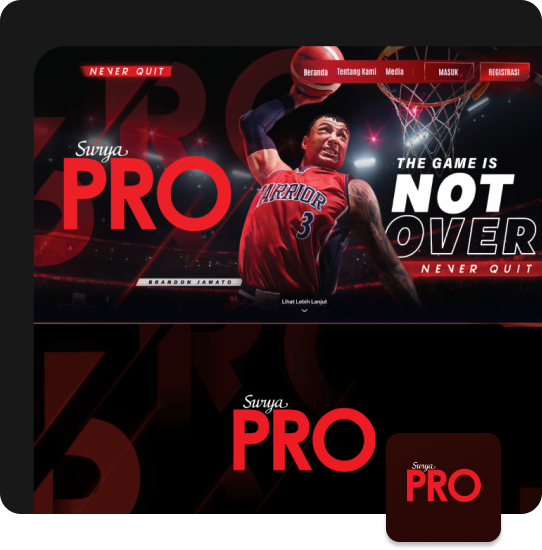 NEVER QUIT
Beranda Tentang Kami Media MASUK REGISTRASI
Surya
PRO
THE GAME IS
NOT
OVER
NEVER QUIT
WARRIOR
3
BRANDON JAWATO
Lihat Lebih Lanjut
Surya
PRO
Surya
PRO